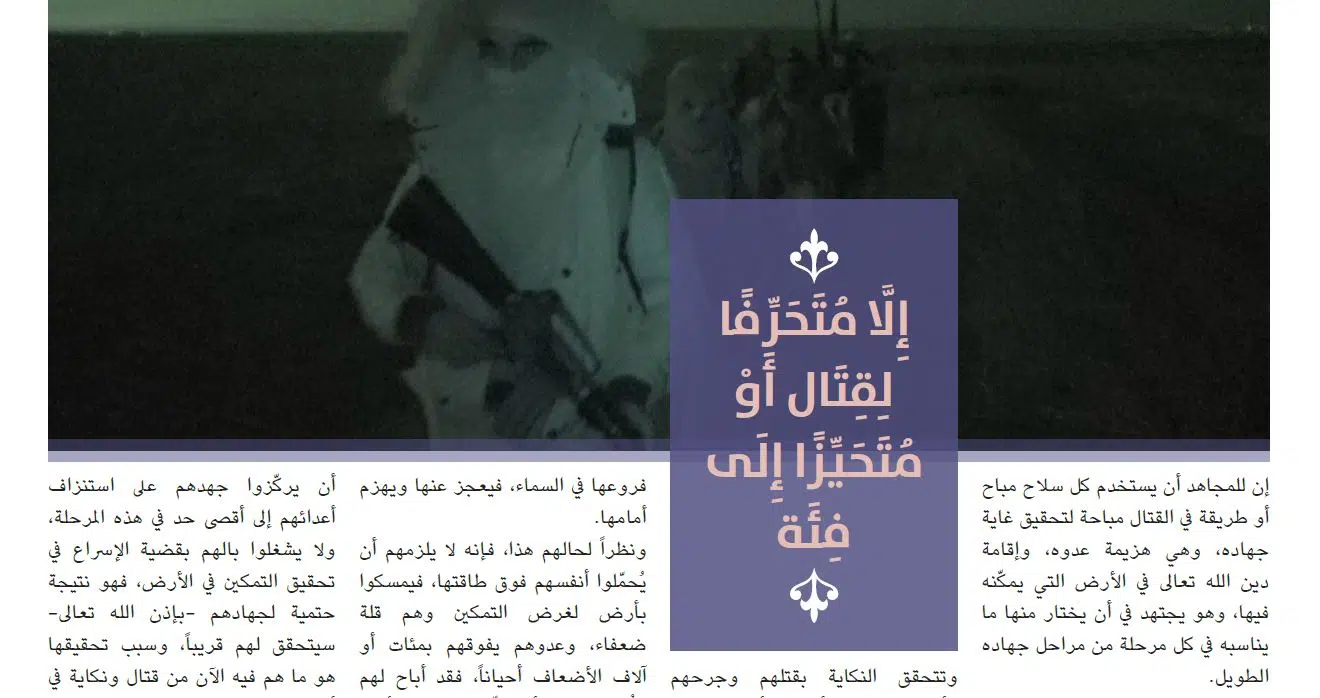 إِلَّا مُتَحَرِّفًا
لِقِتَال أَوْ
مُتَحَيِّزًا إِلَى
فِئَة
إن للمجاهد أن يستخدم كل سلاح مباح
أو طريقة في القتال مباحة لتحقيق غاية
جهاده، وهي هزيمة عدوه، وإقامة
دين الله تعالى في الأرض التي يمكّنه
فيها، وهو يجتهد في أن يختار منها ما
يناسبه في كل مرحلة من مراحل جهاده
الطويل.
وتتحقق النكاية بقتلهم وجرحهم
فروعها في السماء، فيعجز عنها ويهزم
أمامها.
ونظراً لحالهم هذا، فإنه لا يلزمهم أن
يُحمّلوا أنفسهم فوق طاقتها، فيمسكوا
بأرض لغرض التمكين وهم قلة
ضعفاء، وعدوهم يفوقهم بمئات أو
آلاف الأضعاف أحياناً، فقد أباح لهم
أن يركّزوا جهدهم على استنزاف
أعدائهم إلى أقصى حد في هذه المرحلة،
ولا يشغلوا بالهم بقضية الإسراع في
تحقيق التمكين في الأرض، فهو نتيجة
حتمية لجهادهم –بإذن الله تعالى–
سيتحقق لهم قريباً، وسبب تحقيقها
هو ما هم فيه الآن من قتال ونكاية في